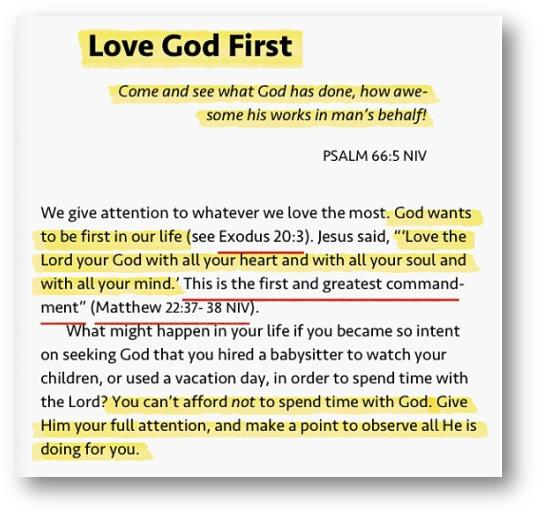 Love God First
Come and see what God has done, how awe-
some his works in man's behalf!
PSALM 66:5 NIV
We give attention to whatever we love the most. God wants
to be first in our life (see Exodus 20:3). Jesus said, “‘Love the
Lord your God with all your heart and with all your soul and
with all your mind.’ This is the first and greatest command-
ment” (Matthew 22:37- 38 NIV).
What might happen in your life if you became so intent
on seeking God that you hired a babysitter to watch your
children, or used a vacation day, in order to spend time with
the Lord? You can’t afford not to spend time with God. Give
Him your full attention, and make a point to observe all He is
doing for you.